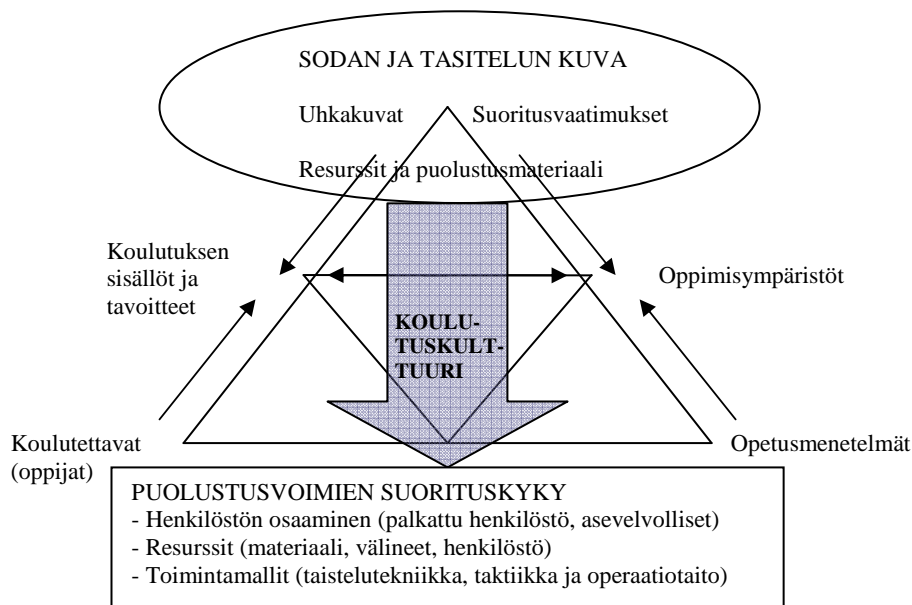 SODAN JA TASITELUN KUVA
Uhkakuvat
Suoritusvaatimukset
Resurssit ja puolustusmateriaali
Koulutuksen
sisällöt ja
tavoitteet
Oppimisympäristöt
KOULU-
TUSKULT-
TUURI
Koulutettavat
(oppijat)
Opetusmenetelmät
PUOLUSTUSVOIMIEN SUORITUSKYKY
- Henkilöstön osaaminen (palkattu henkilöstö, asevelvolliset)
- Resurssit (materiaali, välineet, henkilöstö)
- Toimintamallit (taistelutekniikka, taktiikka ja operaatiotaito)